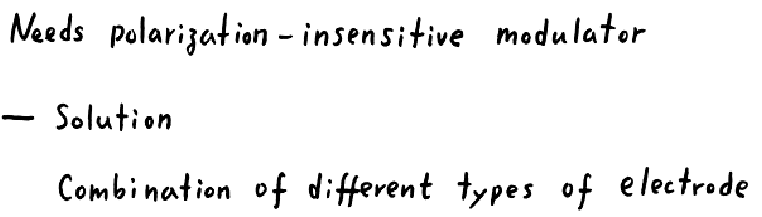 Needs polarization-insensitive modulator
— Solution
Combination of different types of electrode